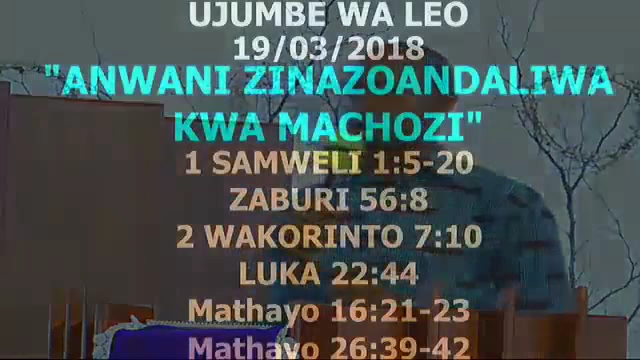 UJUMBE WA LEO
19/03/2018
"ANWANI ZINAZOANDALIWA
KWA MACHOZI"
1 SAMWELI 1:5-20
ZABURI 56:8
2 WAKORINTO 7:10
LUKA 22:44
Mathayo 16:21-23
Mathayo 26:39-42